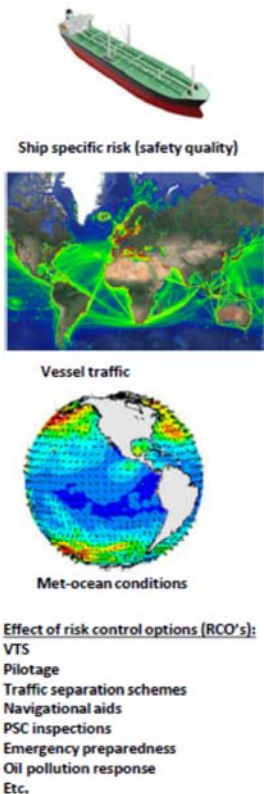 Ship specific risk (safety quality)
Vessel traffic
Met-ocean conditions
Effect of risk control options (RCO's):
VTS
Pilotage
Traffic separation schemes
Navigational aids
PSC inspections
Emergency preparedness
Oil pollution response
Etc.